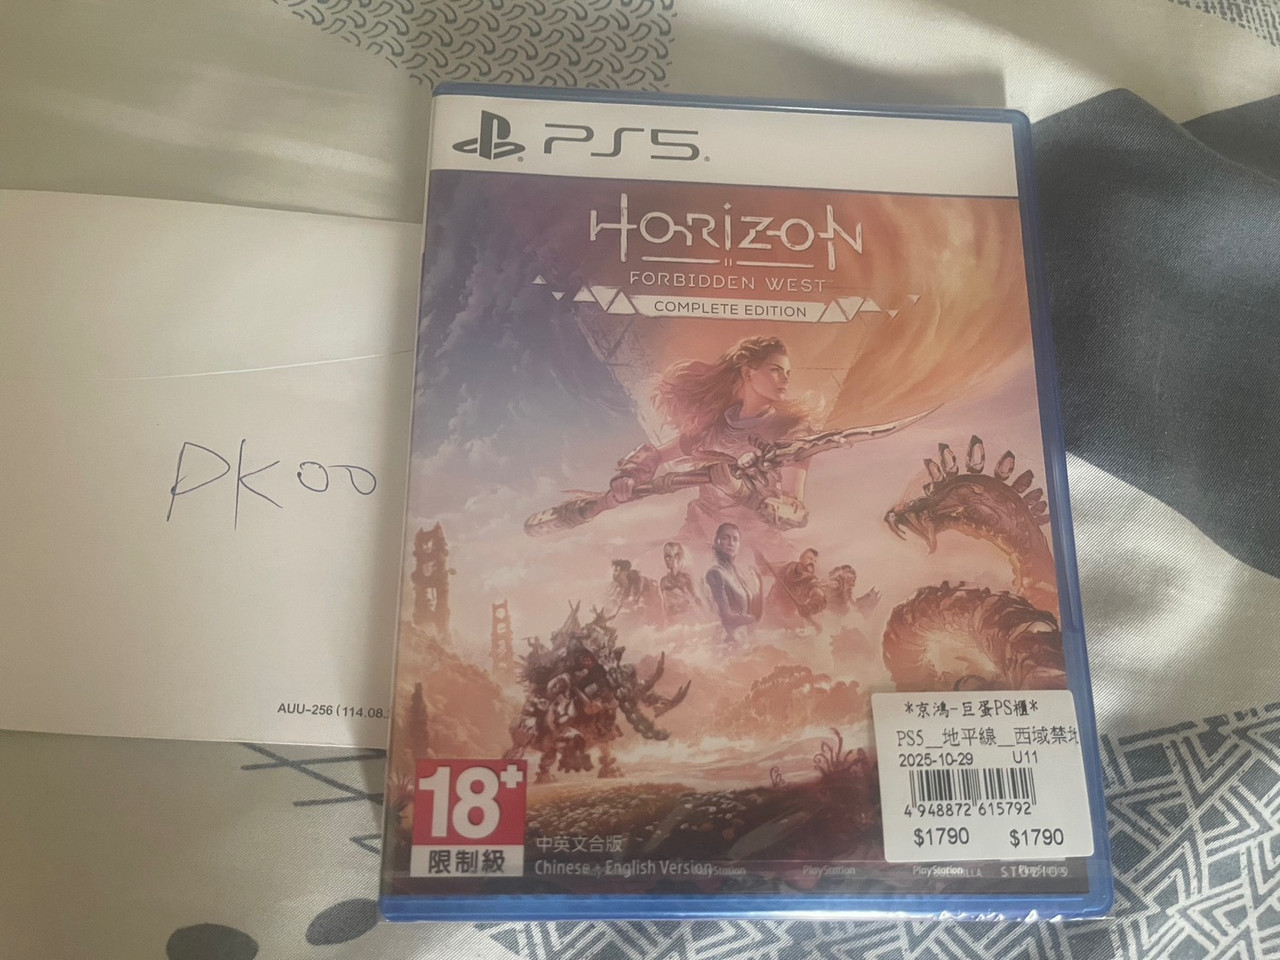 PS5
HORIZON
FORBIDDEN WEST
COMPLETE EDITION
PK00
AUU-256 (114.08.
*京鴻-巨蛋PS櫃*
PS5__地平線__西域禁地
2025-10-29 U11
4948872615792
$1790 $1790
18+
限制級
中英文合版
Chinese + English Version
PlayStation PlayStation